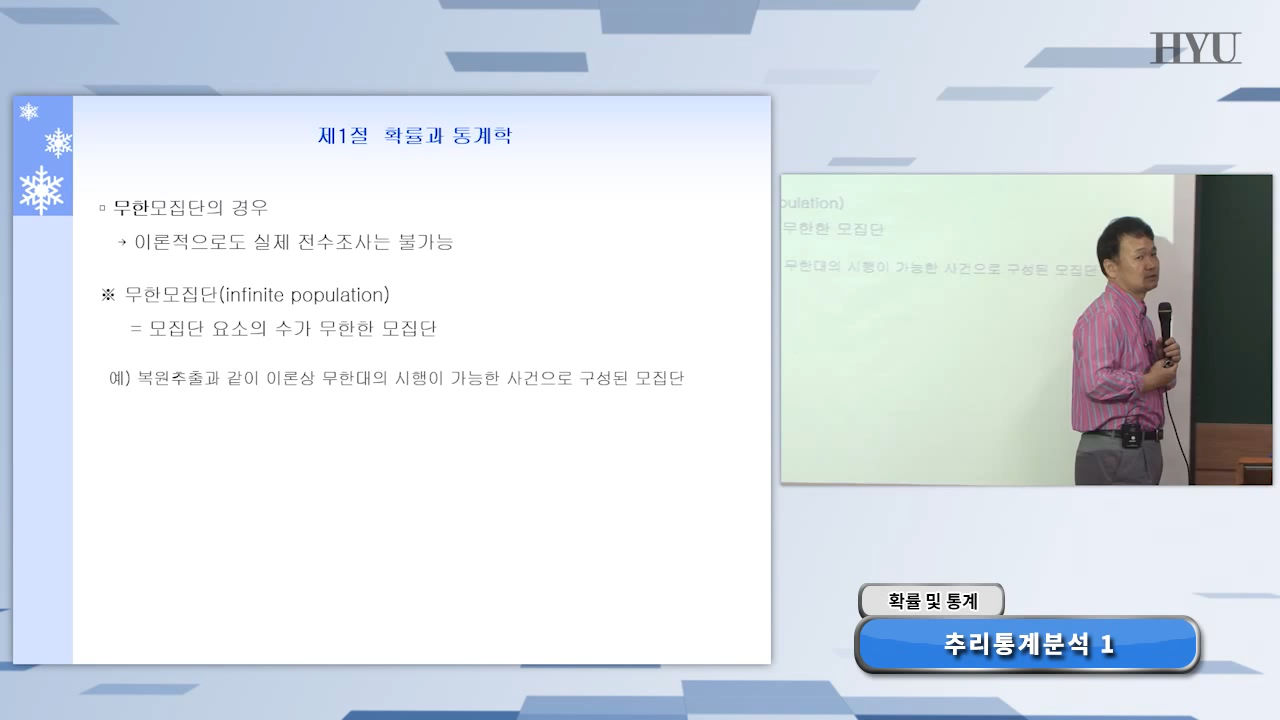 HYU
제1절 확률과 통계학
▫ 무한모집단의 경우
→ 이론적으로도 실제 진수조사는 불가능
※ 무한모집단(infinite population)
= 모집단 요소의 수가 무한한 모집단
예) 복원추출과 같이 이론상 무한대의 시행이 가능한 사건으로 구성된 모집단
pulation)
무한한 모집단
무한대의 시행이 가능한 사건으로 구성된 모집단
확률 및 통계
추리통계분석 1